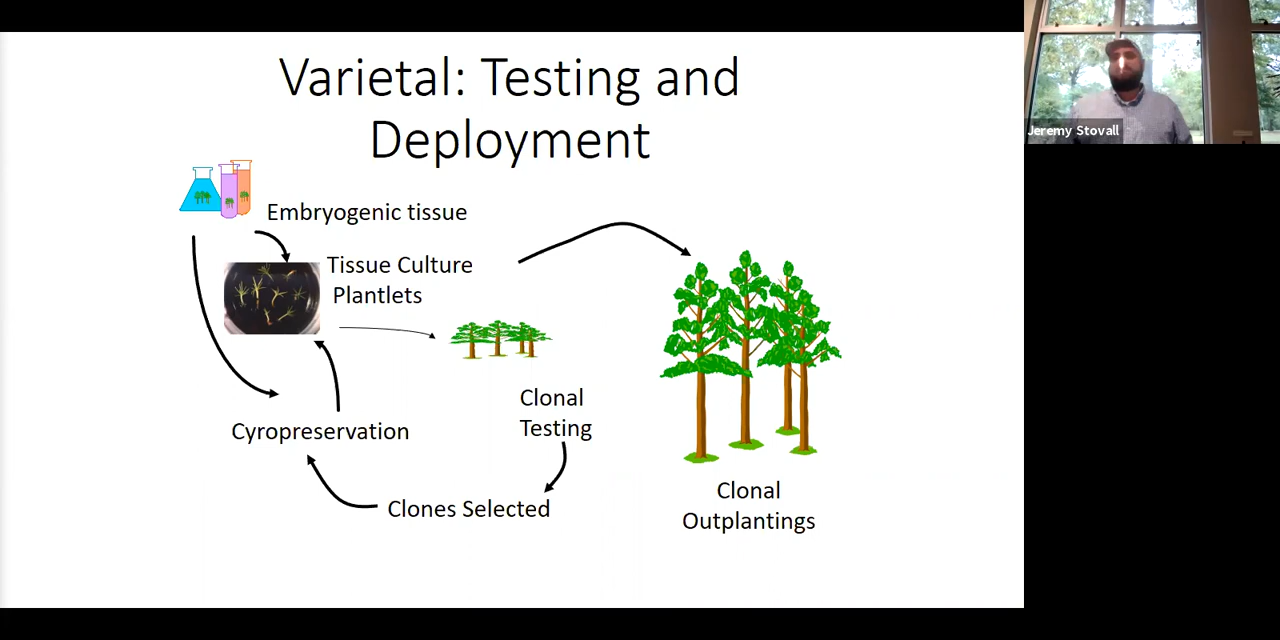 Varietal: Testing and
Deployment
Jeremy Stovall
Embryogenic tissue
Tissue Culture
Plantlets
Clonal
Testing
Cyropreservation
Clones Selected
Clonal
Outplantings